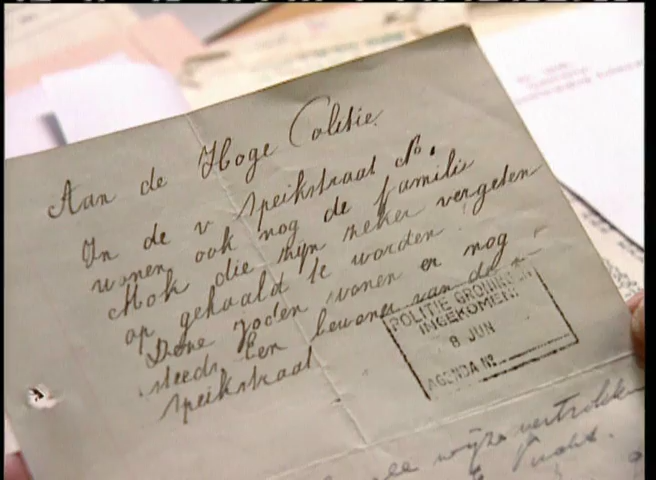 Aan de Hoge Politie.
In de v Speikstraat No.
wonen ook nog de familie
Mok die zijn zeker vergeten
op gehaald te worden
Deze Joden wonen er nog
steeds Een bewoner van de v
Speikstraat
POLITIE GRONINGEN
INGEKOMEN:
8 JUN
AGENDA No
wijze vertrokken